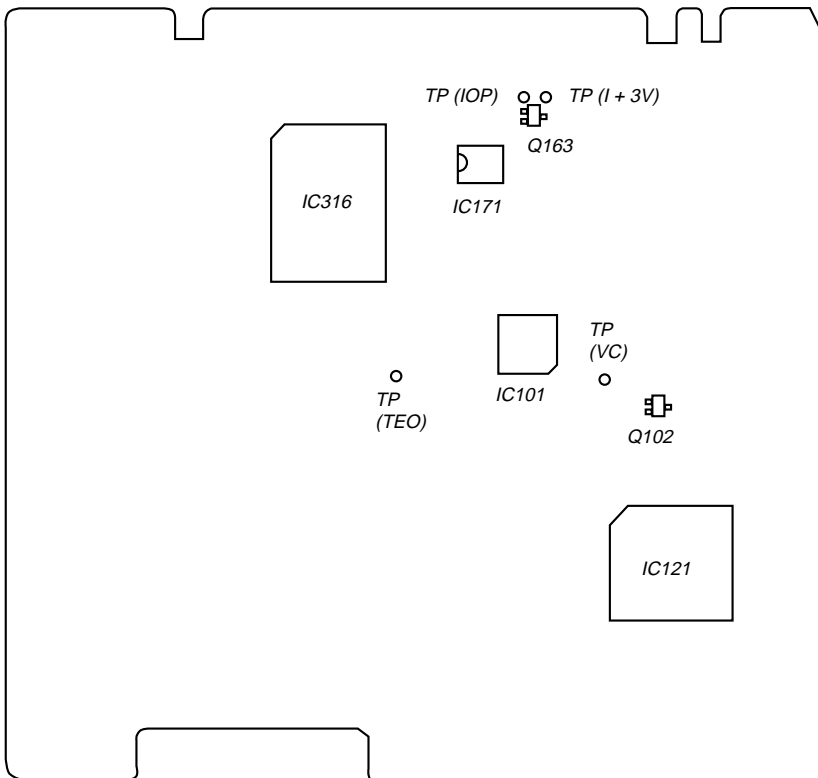 TP (IOP)
TP (I + 3V)
Q163
IC316
IC171
TP
(VC)
IC101
TP
(TEO)
Q102
IC121